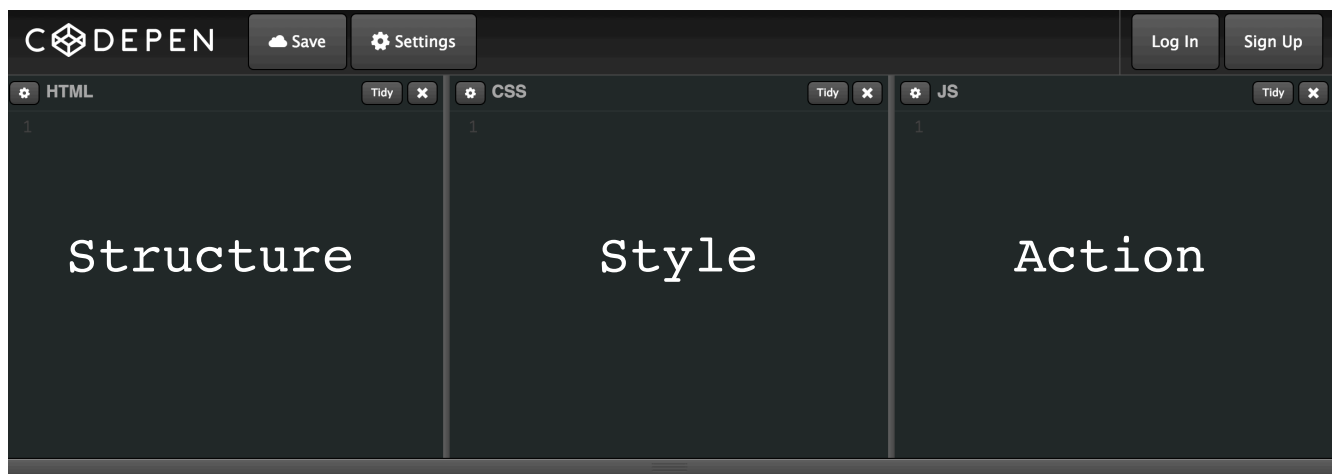 CODEPEN Save Settings Log In Sign Up
HTML Tidy CSS Tidy JS Tidy
1 1 1
Structure Style Action